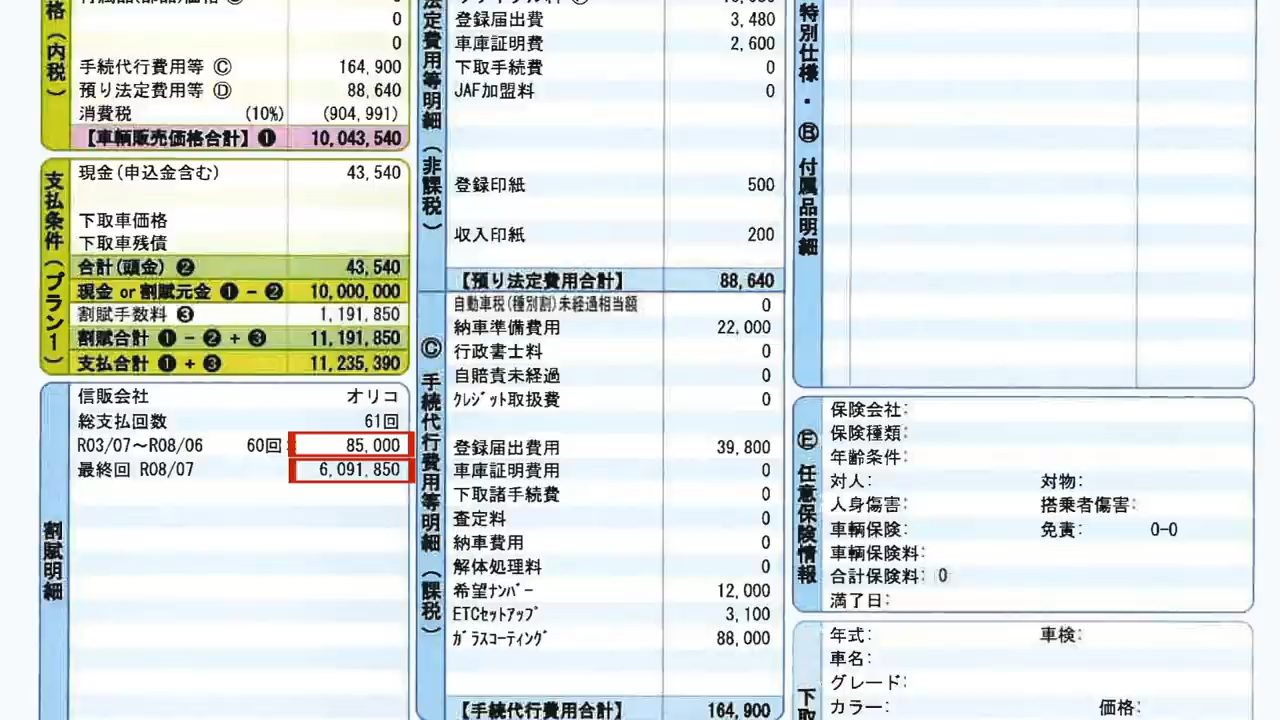 格（内税）
0
0
手続代行費用等 Ⓒ 164,900
預り法定費用等 Ⓓ 88,640
消費税 (10%) (904,991)
【車輌販売価格合計】❶ 10,043,540
支払条件（プラン1）
現金(申込金含む) 43,540
下取車価格
下取車残債
合計(頭金) ❷ 43,540
現金 or 割賦元金 ❶ − ❷ 10,000,000
割賦手数料 ❸ 1,191,850
割賦合計 ❶ − ❷ + ❸ 11,191,850
支払合計 ❶ + ❸ 11,235,390
割賦明細
信販会社 オリコ
総支払回数 61回
R03/07～R08/06 60回 85,000
最終回 R08/07 6,091,850
法定費用等明細（非課税）
登録届出費 3,480
車庫証明費 2,600
下取手続費 0
JAF加盟料 0
登録印紙 500
収入印紙 200
【預り法定費用合計】 88,640
Ⓒ 手続代行費用等明細（課税）
自動車税(種別割)未経過相当額 0
納車準備費用 22,000
行政書士料 0
自賠責未経過 0
ｸﾚｼﾞｯﾄ取扱費 0
登録届出費用 39,800
車庫証明費用 0
下取諸手続費 0
査定料 0
納車費用 0
解体処理料 0
希望ﾅﾝﾊﾞｰ 12,000
ETCｾｯﾄｱｯﾌﾟ 3,100
ｶﾞﾗｽｺｰﾃｨﾝｸﾞ 88,000
【手続代行費用合計】 164,900
特別仕様・Ⓑ付属品明細
Ⓔ 任意保険情報
保険会社:
保険種類:
年齢条件:
対人: 対物:
人身傷害: 搭乗者傷害:
車輌保険: 免責: 0-0
車輌保険料:
合計保険料: 0
満了日:
下取
年式: 車検:
車名:
グレード:
カラー: 価格: